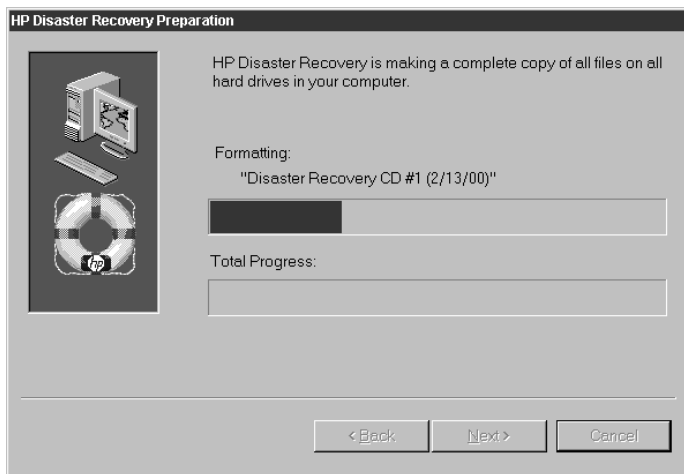 HP Disaster Recovery Preparation
HP Disaster Recovery is making a complete copy of all files on all
hard drives in your computer.
Formatting:
"Disaster Recovery CD #1 (2/13/00)"
hp
Total Progress:
< Back
Next >
Cancel